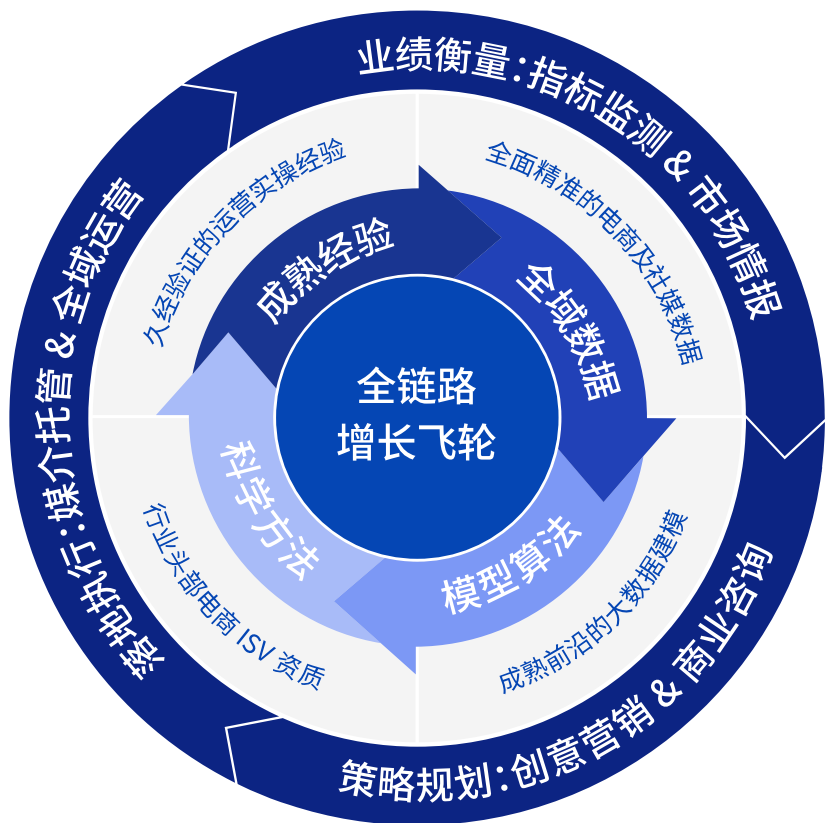 业绩衡量:指标监测 & 市场情报
策略规划:创意营销 & 商业咨询
落地执行:媒介托管 & 全域运营
久经验证的运营实操经验
全面精准的电商及社媒数据
成熟前沿的大数据建模
行业头部电商 ISV 资质
成熟经验
全域数据
模型算法
科学方法
全链路
增长飞轮